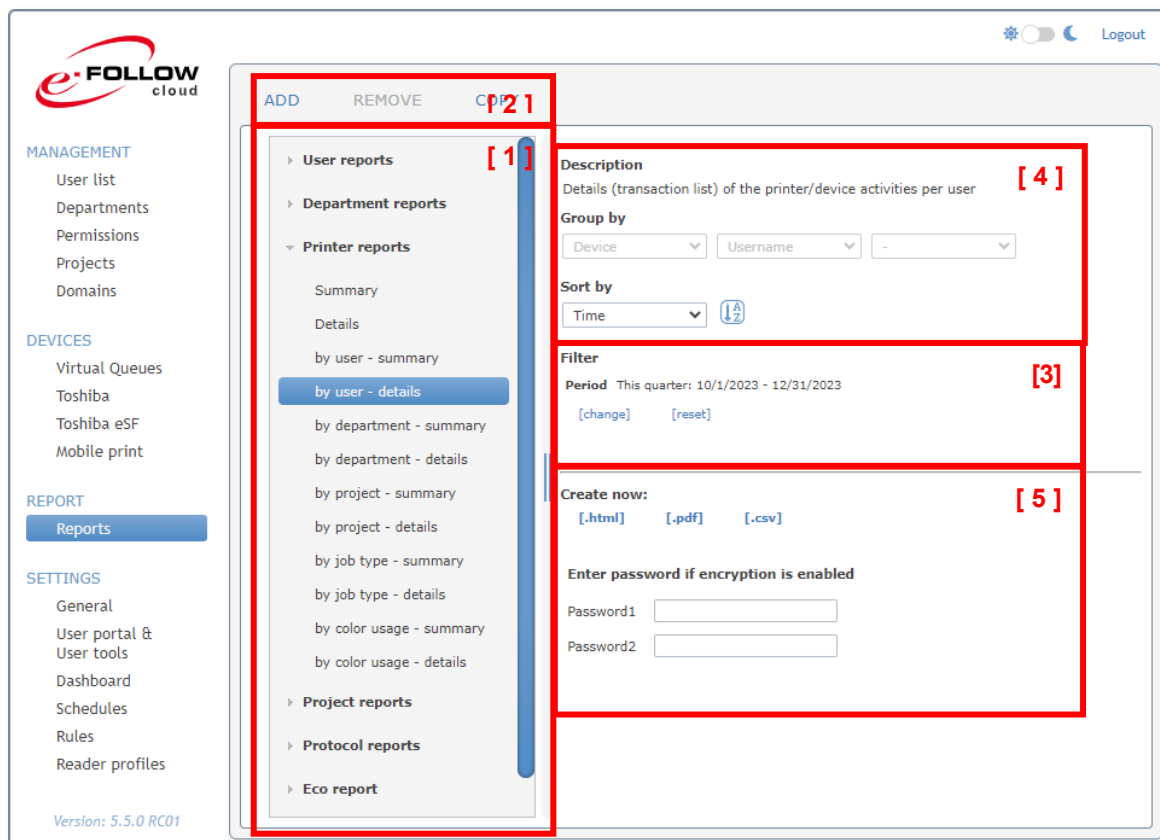 Logout
e·FOLLOW
cloud
MANAGEMENT
User list
Departments
Permissions
Projects
Domains
DEVICES
Virtual Queues
Toshiba
Toshiba eSF
Mobile print
REPORT
Reports
SETTINGS
General
User portal &
User tools
Dashboard
Schedules
Rules
Reader profiles
Version: 5.5.0 RC01
ADD REMOVE COPY
[ 2 ]
[ 1 ]
User reports
Department reports
Printer reports
Summary
Details
by user - summary
by user - details
by department - summary
by department - details
by project - summary
by project - details
by job type - summary
by job type - details
by color usage - summary
by color usage - details
Project reports
Protocol reports
Eco report
Description
[ 4 ]
Details (transaction list) of the printer/device activities per user
Group by
Device Username -
Sort by
Time
A
Z
Filter
[3]
Period This quarter: 10/1/2023 - 12/31/2023
[change] [reset]
Create now:
[ 5 ]
[.html] [.pdf] [.csv]
Enter password if encryption is enabled
Password1
Password2